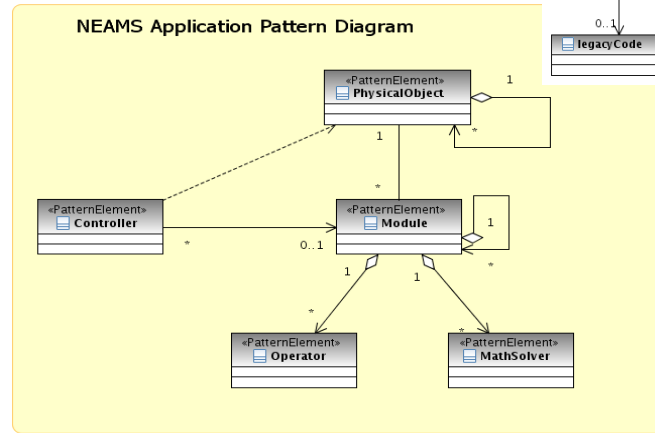 NEAMS Application Pattern Diagram
0..1
legacyCode
«PatternElement»
PhysicalObject
1
*
1
*
«PatternElement»
Controller
*
0..1
«PatternElement»
Module
1
*
1
*
1
*
«PatternElement»
Operator
«PatternElement»
MathSolver